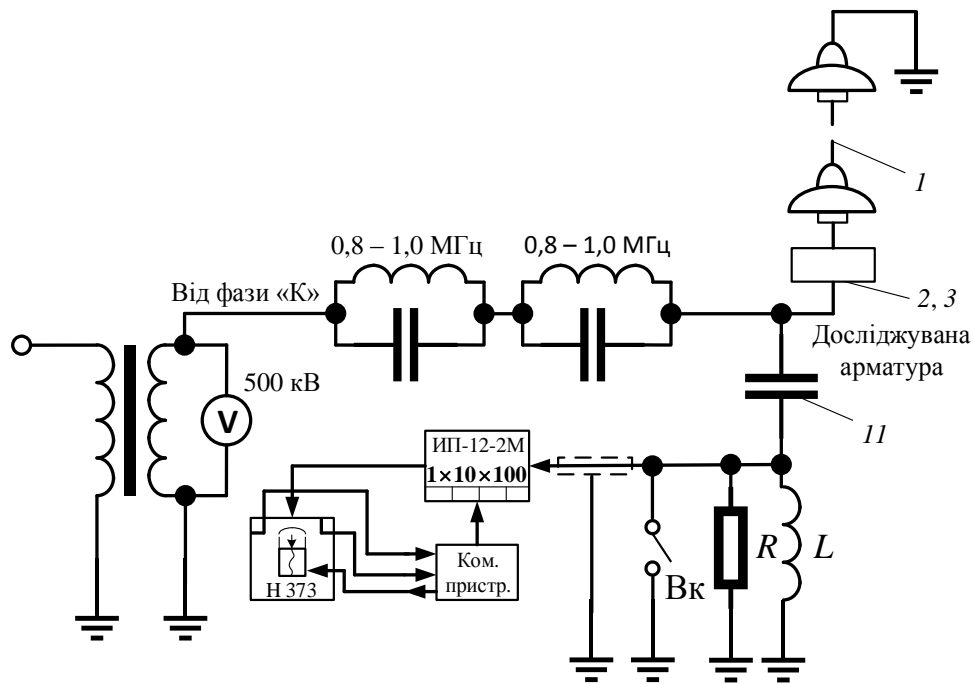 1
0,8 – 1,0 МГц
0,8 – 1,0 МГц
Від фази «К»
2, 3
Досліджувана
арматура
500 кВ
V
11
ИП-12-2М
1×10×100
R
L
Ком.
пристр.
Н 373
Вк